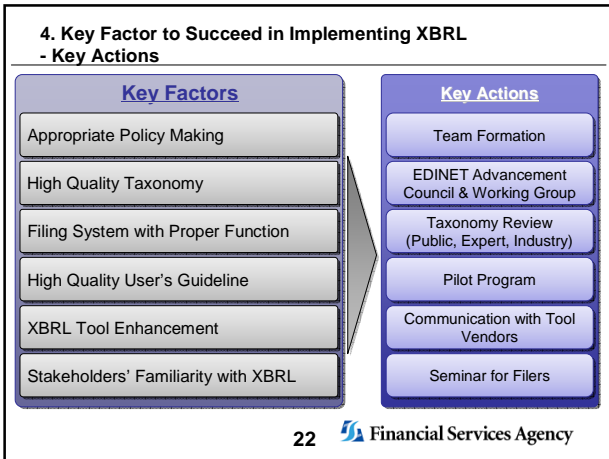 4. Key Factor to Succeed in Implementing XBRL
- Key Actions
Key Factors
Appropriate Policy Making
High Quality Taxonomy
Filing System with Proper Function
High Quality User's Guideline
XBRL Tool Enhancement
Stakeholders' Familiarity with XBRL
Key Actions
Team Formation
EDINET Advancement
Council & Working Group
Taxonomy Review
(Public, Expert, Industry)
Pilot Program
Communication with Tool
Vendors
Seminar for Filers
22
Financial Services Agency